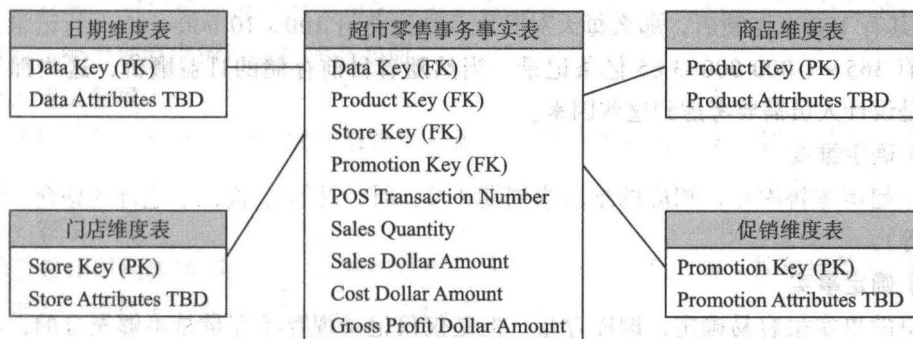 日期维度表
Data Key (PK)
Data Attributes TBD
超市零售事务事实表
Data Key (FK)
Product Key (FK)
Store Key (FK)
Promotion Key (FK)
POS Transaction Number
Sales Quantity
Sales Dollar Amount
Cost Dollar Amount
Gross Profit Dollar Amount
商品维度表
Product Key (PK)
Product Attributes TBD
门店维度表
Store Key (PK)
Store Attributes TBD
促销维度表
Promotion Key (PK)
Promotion Attributes TBD